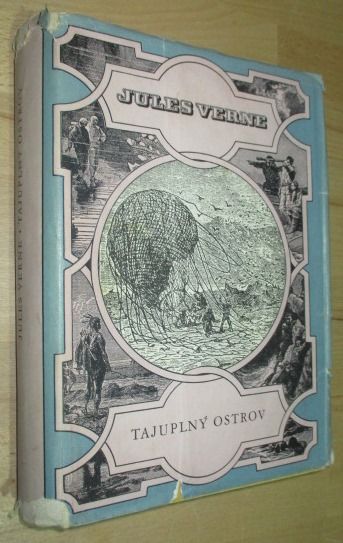 JULES VERNE
TAJUPLNÝ OSTROV
JULES VERNE • TAJUPLNÝ OSTROV